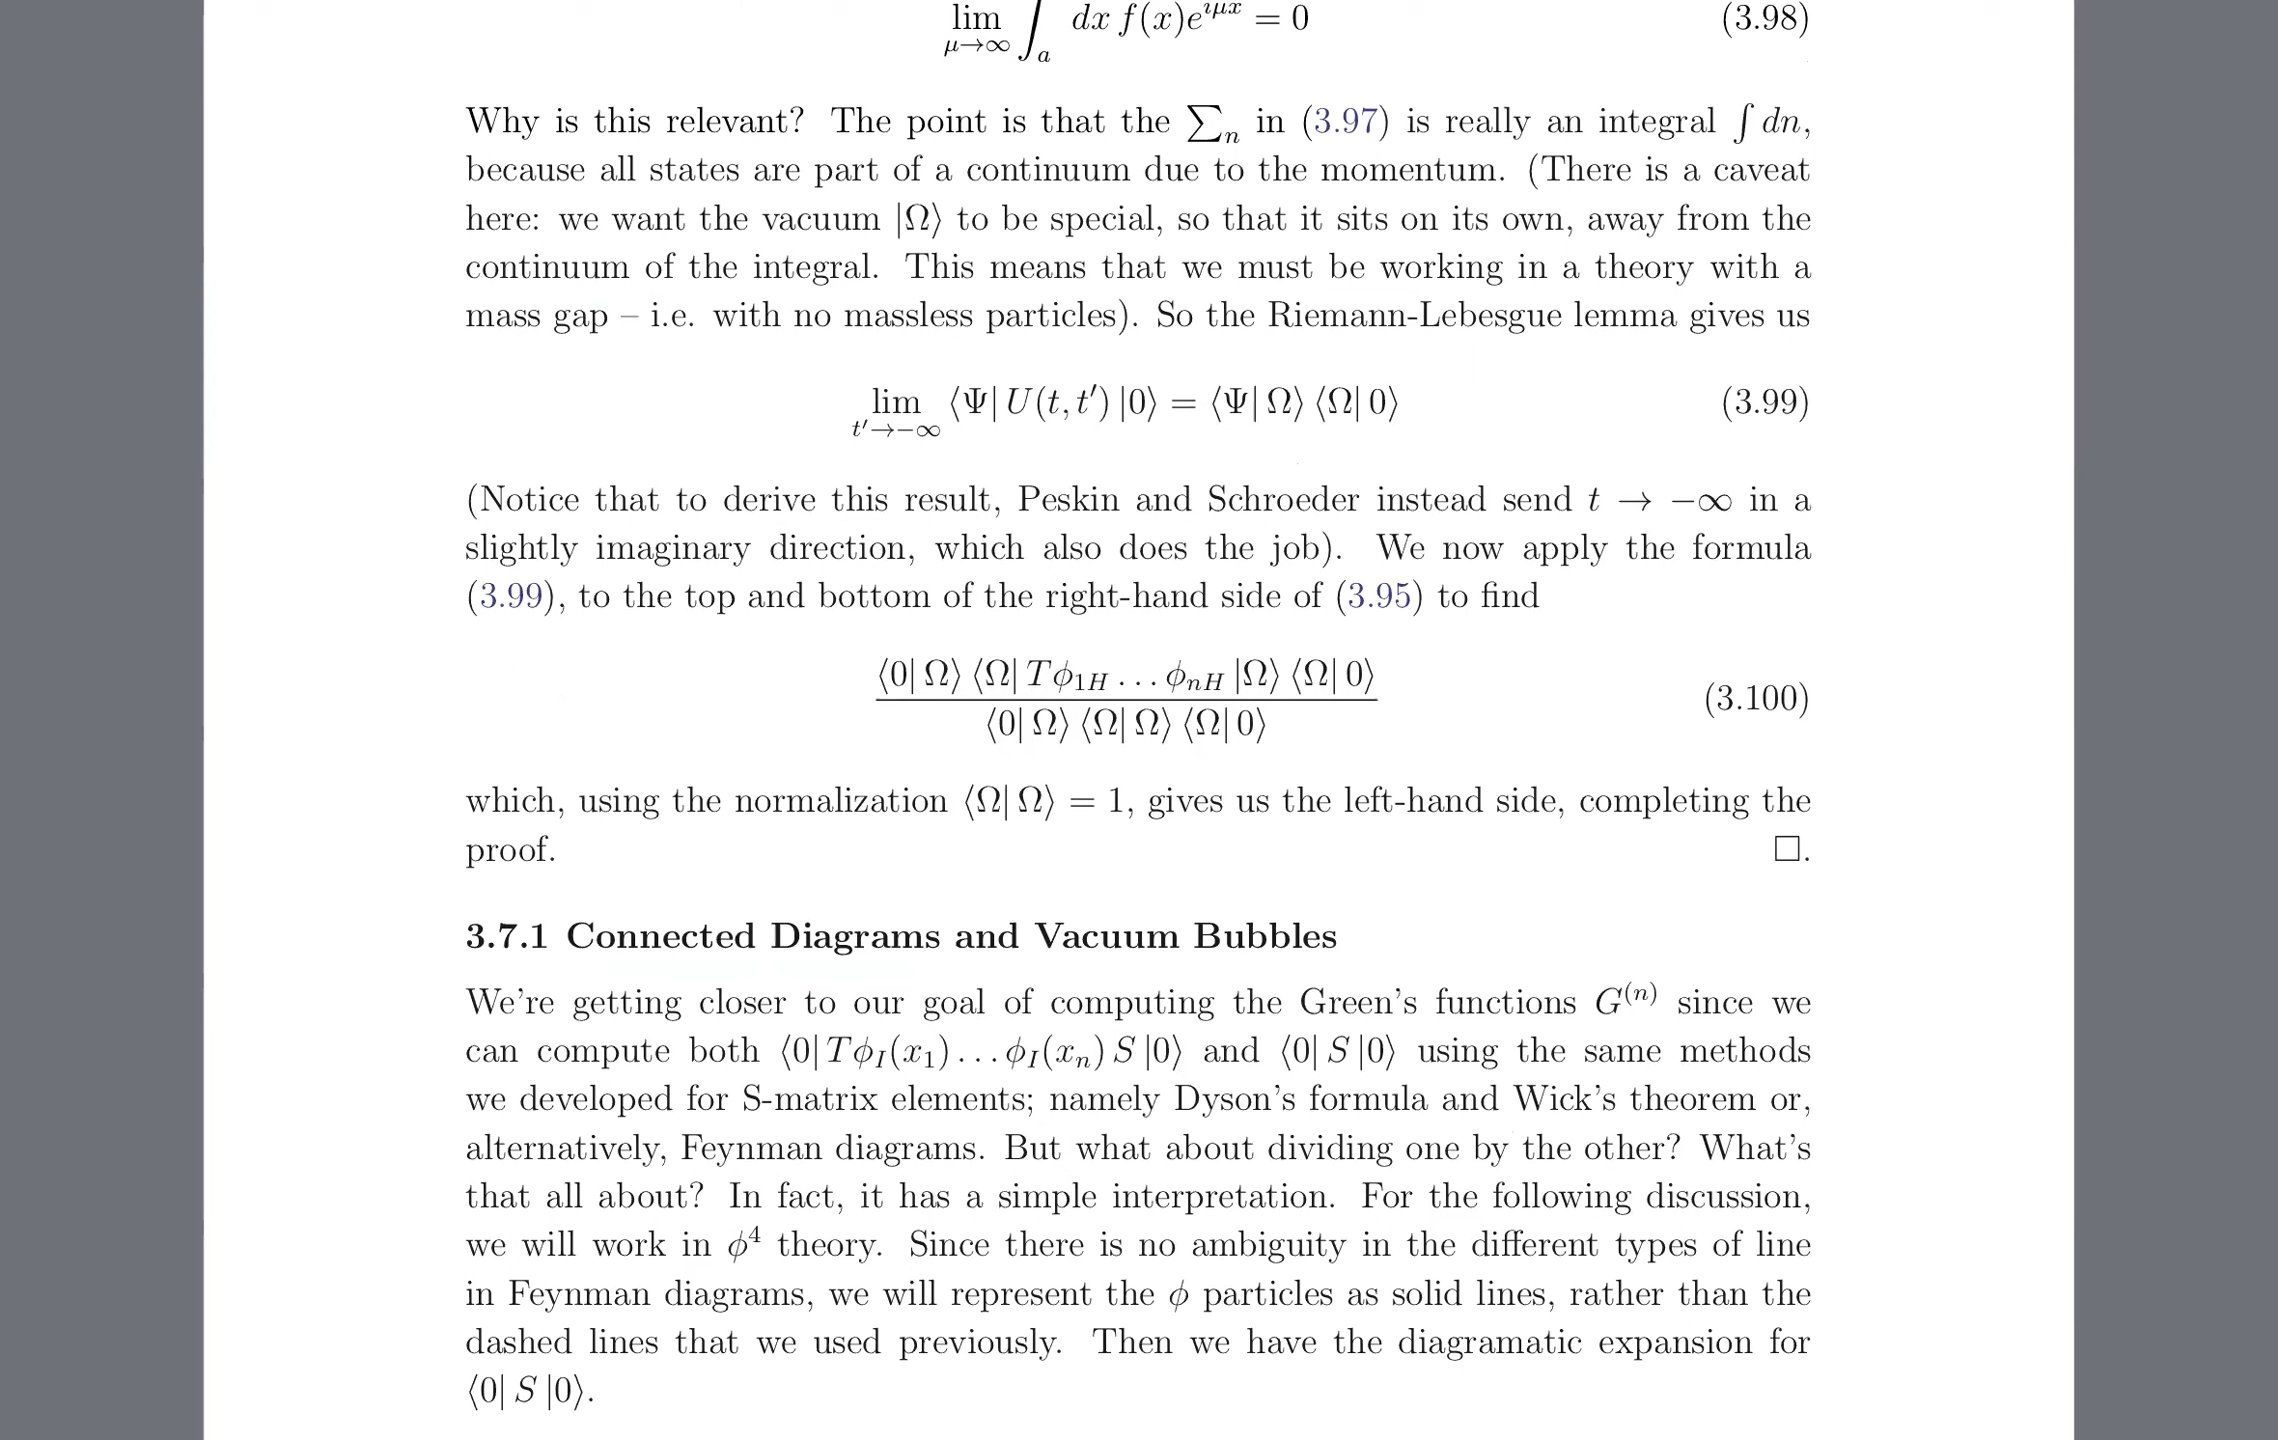 lim_{μ→∞} ∫_a dx f(x)e^{ıμx} = 0 (3.98)
Why is this relevant? The point is that the ∑_n in (3.97) is really an integral ∫ dn,
because all states are part of a continuum due to the momentum. (There is a caveat
here: we want the vacuum |Ω⟩ to be special, so that it sits on its own, away from the
continuum of the integral. This means that we must be working in a theory with a
mass gap – i.e. with no massless particles). So the Riemann-Lebesgue lemma gives us
lim_{t′→−∞} ⟨Ψ| U(t, t′) |0⟩ = ⟨Ψ| Ω⟩ ⟨Ω| 0⟩ (3.99)
(Notice that to derive this result, Peskin and Schroeder instead send t → −∞ in a
slightly imaginary direction, which also does the job). We now apply the formula
(3.99), to the top and bottom of the right-hand side of (3.95) to find
⟨0| Ω⟩ ⟨Ω| Tϕ_{1H} . . . ϕ_{nH} |Ω⟩ ⟨Ω| 0⟩
⟨0| Ω⟩ ⟨Ω| Ω⟩ ⟨Ω| 0⟩ (3.100)
which, using the normalization ⟨Ω| Ω⟩ = 1, gives us the left-hand side, completing the
proof. □.
3.7.1 Connected Diagrams and Vacuum Bubbles
We're getting closer to our goal of computing the Green's functions G^{(n)} since we
can compute both ⟨0| Tϕ_I(x_1) . . . ϕ_I(x_n) S |0⟩ and ⟨0| S |0⟩ using the same methods
we developed for S-matrix elements; namely Dyson's formula and Wick's theorem or,
alternatively, Feynman diagrams. But what about dividing one by the other? What's
that all about? In fact, it has a simple interpretation. For the following discussion,
we will work in ϕ^4 theory. Since there is no ambiguity in the different types of line
in Feynman diagrams, we will represent the ϕ particles as solid lines, rather than the
dashed lines that we used previously. Then we have the diagramatic expansion for
⟨0| S |0⟩.